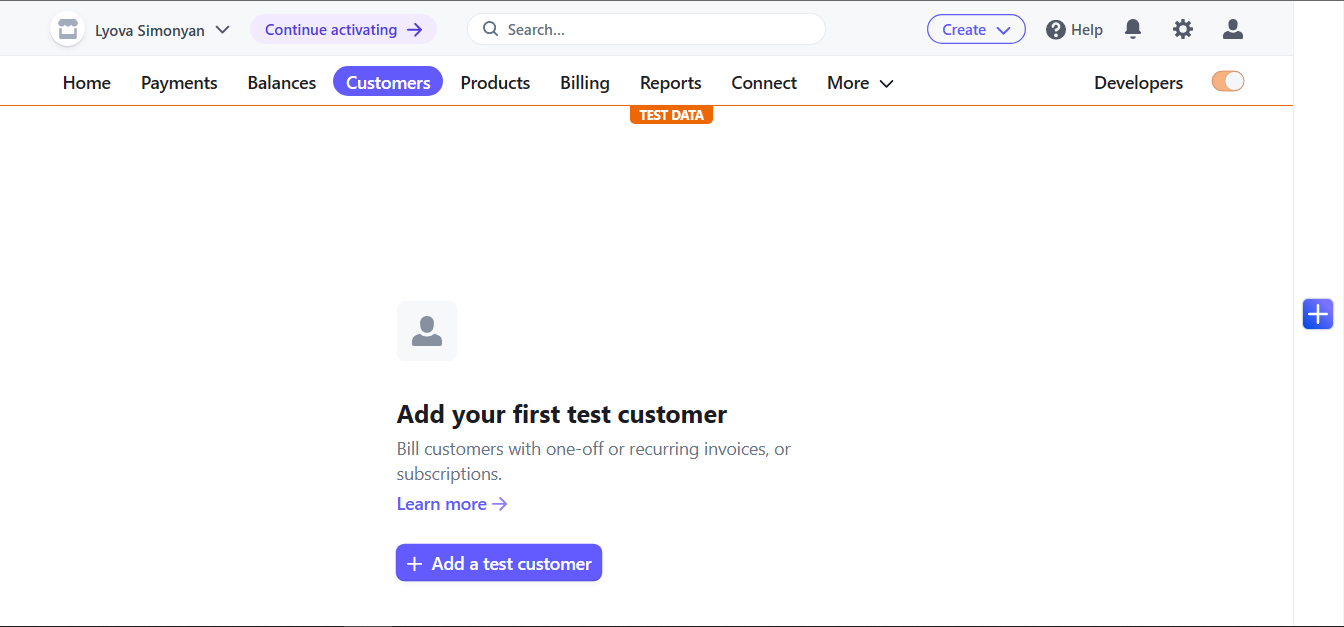 Lyova Simonyan
Continue activating
Search...
Create
Help
Home
Payments
Balances
Customers
Products
Billing
Reports
Connect
More
Developers
TEST DATA
Add your first test customer
Bill customers with one-off or recurring invoices, or
subscriptions.
Learn more
Add a test customer